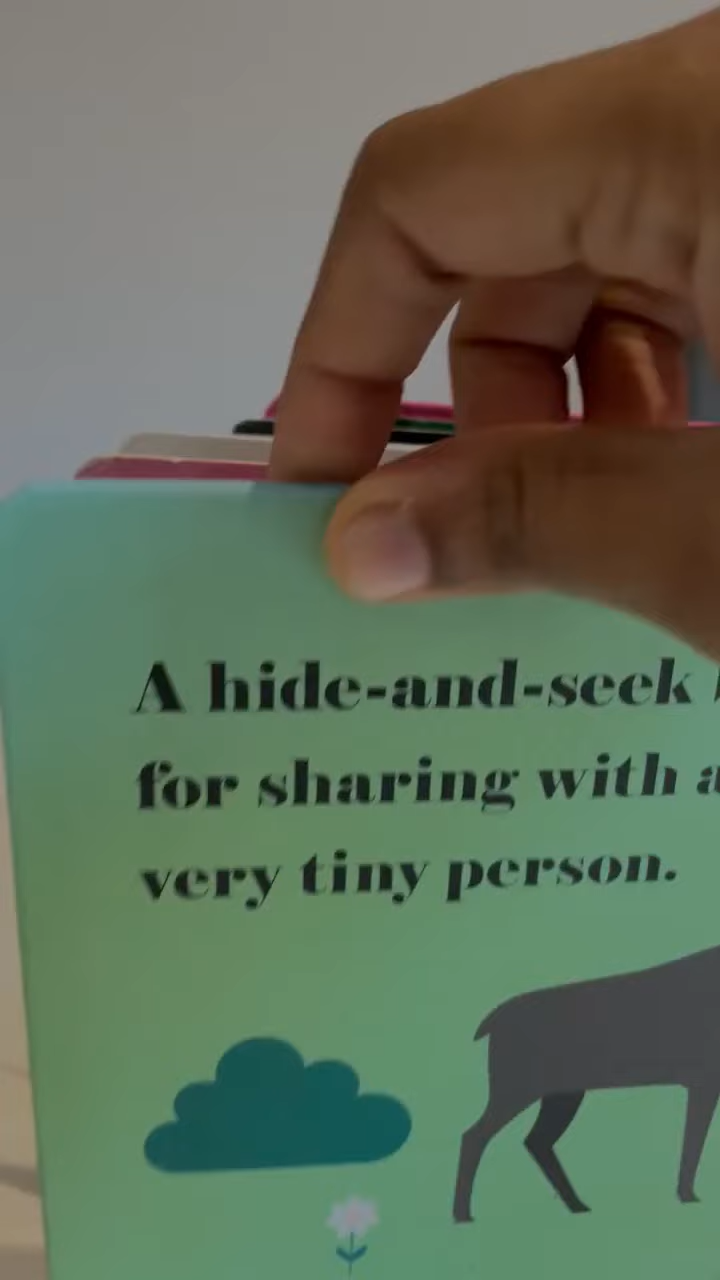 A hide-and-seek
for sharing with a
very tiny person.